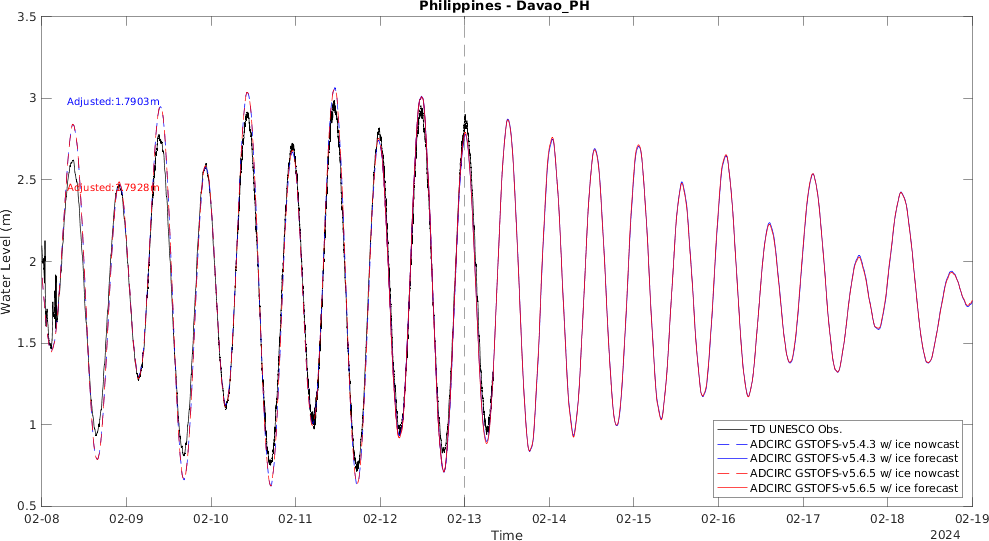 Philippines - Davao_PH
3.5
3
2.5
2
1.5
1
0.5
Water Level (m)
Adjusted:1.7903m
Adjusted:1.7928m
TD UNESCO Obs.
ADCIRC GSTOFS-v5.4.3 w/ ice nowcast
ADCIRC GSTOFS-v5.4.3 w/ ice forecast
ADCIRC GSTOFS-v5.6.5 w/ ice nowcast
ADCIRC GSTOFS-v5.6.5 w/ ice forecast
02-08 02-09 02-10 02-11 02-12 02-13 02-14 02-15 02-16 02-17 02-18 02-19
Time
2024